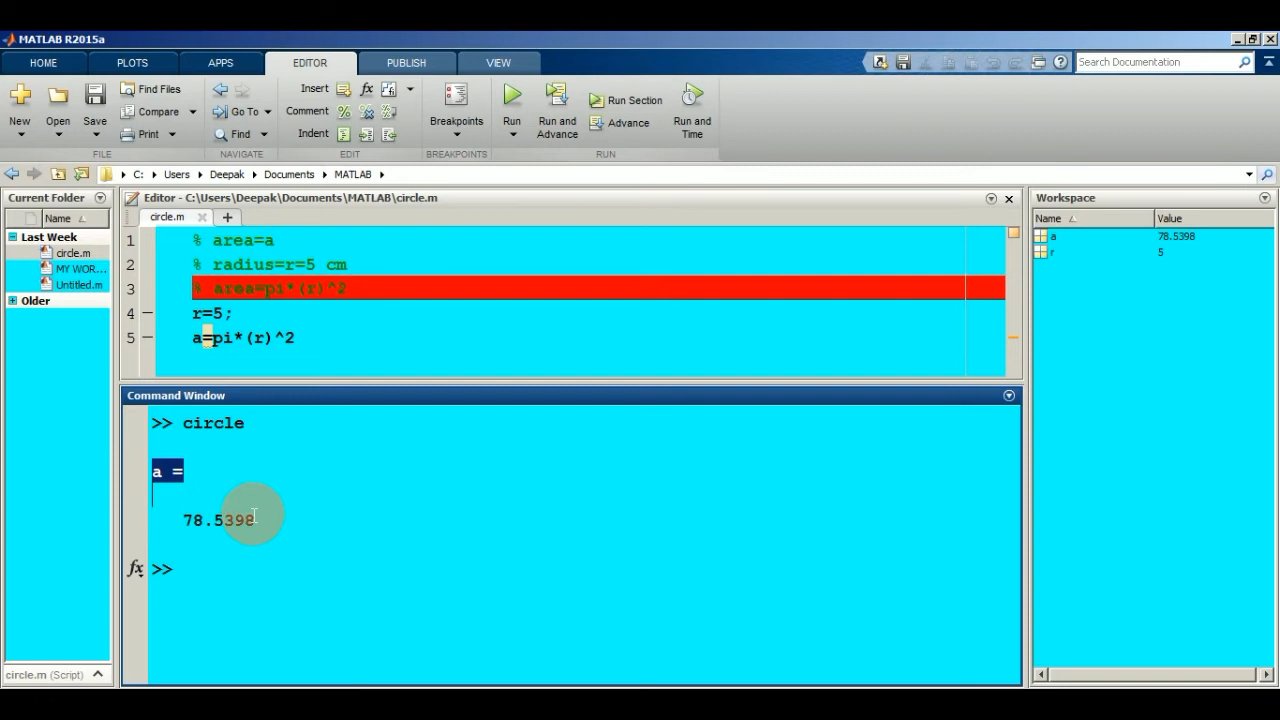 MATLAB R2015a
HOME PLOTS APPS EDITOR PUBLISH VIEW
Search Documentation
New Open Save
Find Files
Compare
Print
FILE
Go To
Find
NAVIGATE
Insert fx
Comment
Indent
EDIT
Breakpoints
BREAKPOINTS
Run
Run and Advance
Run Section
Advance
Run and Time
RUN
C: Users Deepak Documents MATLAB
Current Folder
Name
Last Week
circle.m
MY WOR...
Untitled.m
Older
circle.m (Script)
Editor - C:\Users\Deepak\Documents\MATLAB\circle.m
circle.m
1 % area=a
2 % radius=r=5 cm
3 % area=pi*(r)^2
4 r=5;
5 a=pi*(r)^2
Command Window
>> circle
a =
78.5398
fx >>
Workspace
Name Value
a 78.5398
r 5